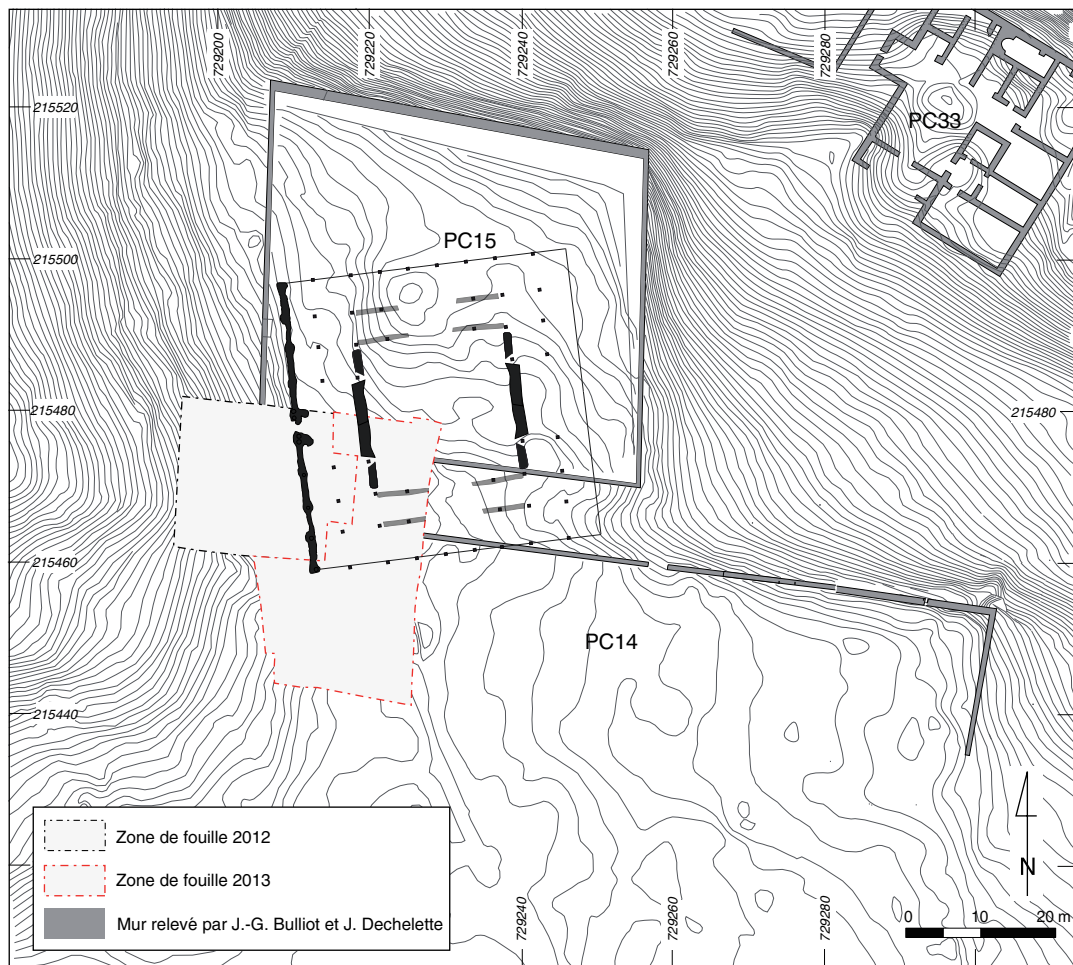 729200
729220
729240
729260
729280
215520
PC33
215500
PC15
215480
215480
215460
PC14
215440
Zone de fouille 2012
Zone de fouille 2013
Mur relevé par J.-G. Bulliot et J. Dechelette
729240
729260
729280
N
0 10 20 m